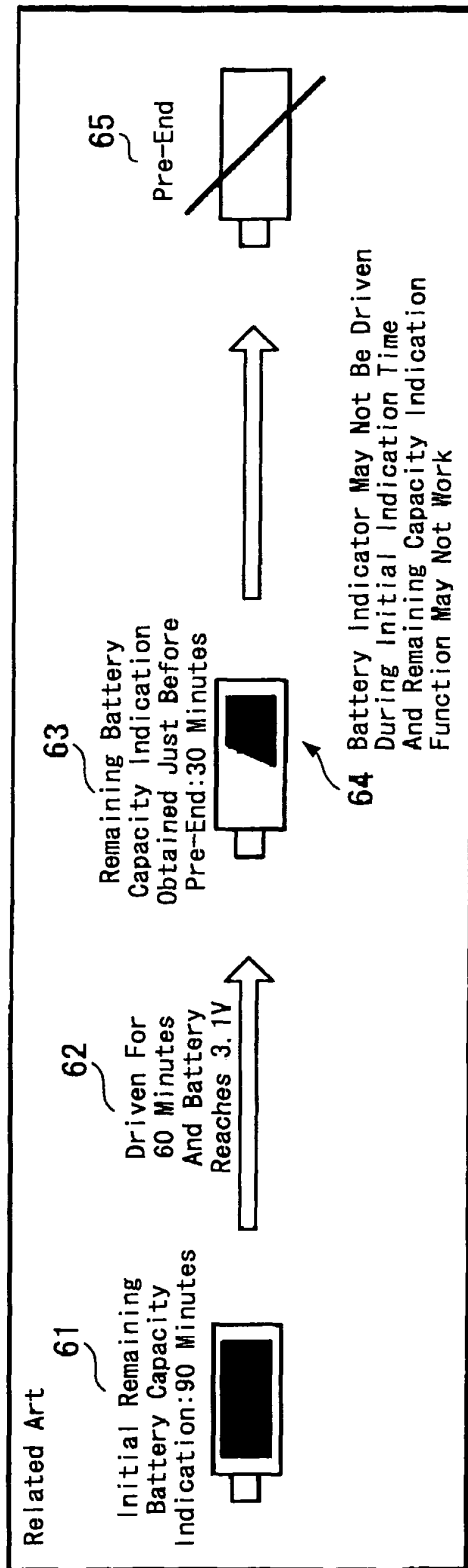 Related Art
61
Initial Remaining
Battery Capacity
Indication:90 Minutes
62
Driven For
60 Minutes
And Battery
Reaches 3.1V
63
Remaining Battery
Capacity Indication
Obtained Just Before
Pre-End:30 Minutes
64
Battery Indicator May Not Be Driven
During Initial Indication Time
And Remaining Capacity Indication
Function May Not Work
65
Pre-End